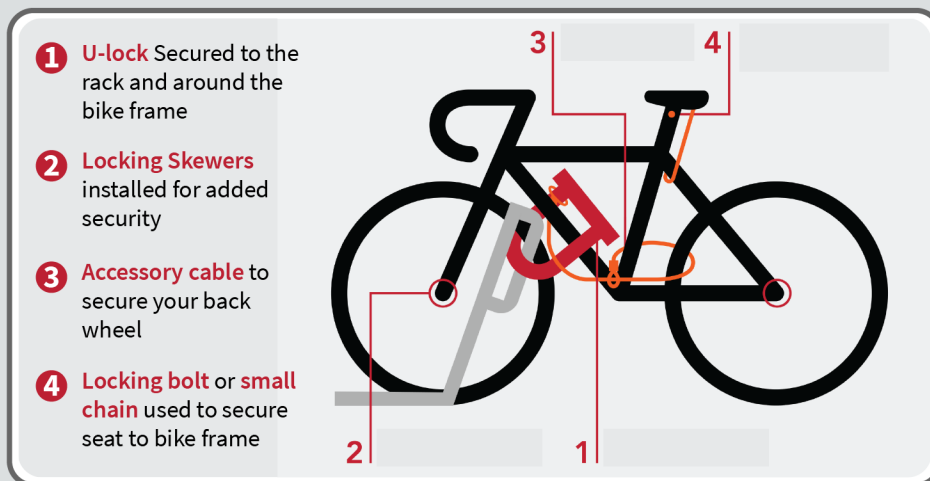 1 U-lock Secured to the
rack and around the
bike frame
2 Locking Skewers
installed for added
security
3 Accessory cable to
secure your back
wheel
4 Locking bolt or small
chain used to secure
seat to bike frame
3
4
2
1